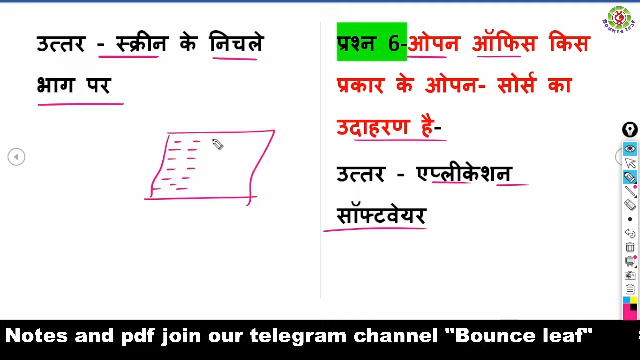 उत्तर - स्क्रीन के निचले
भाग पर
प्रश्न 6-ओपन ऑफिस किस
प्रकार के ओपन- सोर्स का
उदाहरण है-
उत्तर - एप्लीकेशन
सॉफ्टवेयर
Notes and pdf join our telegram channel "Bounce leaf"